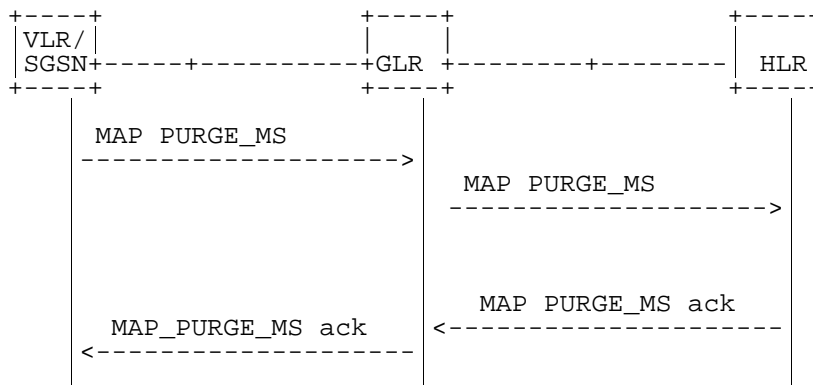 VLR/
SGSN GLR HLR
MAP PURGE_MS
MAP PURGE_MS
MAP PURGE_MS ack
MAP_PURGE_MS ack